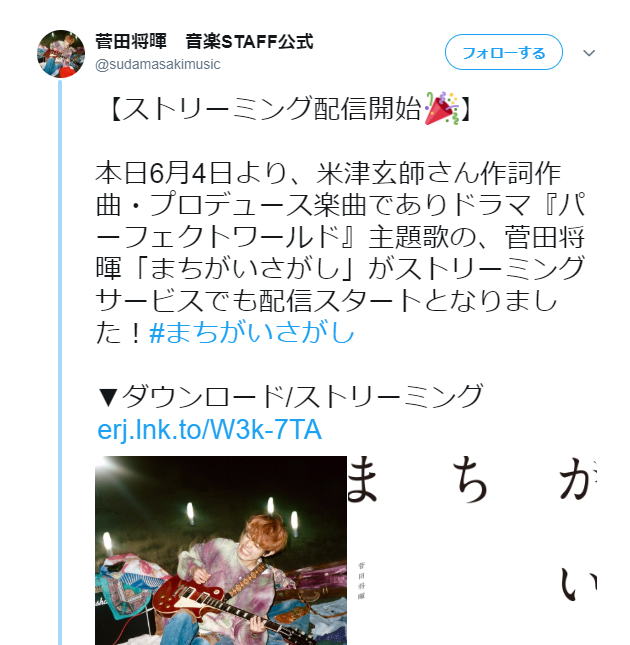 菅田将暉　音楽STAFF公式
@sudamasakimusic
フォローする
【ストリーミング配信開始🎉】
本日6月4日より、米津玄師さん作詞作
曲・プロデュース楽曲でありドラマ『パ
ーフェクトワールド』主題歌の、菅田将
暉「まちがいさがし」がストリーミング
サービスでも配信スタートとなりまし
た！#まちがいさがし
▼ダウンロード/ストリーミング
erj.lnk.to/W3k-7TA
まちが
い
菅田将暉
Marshall